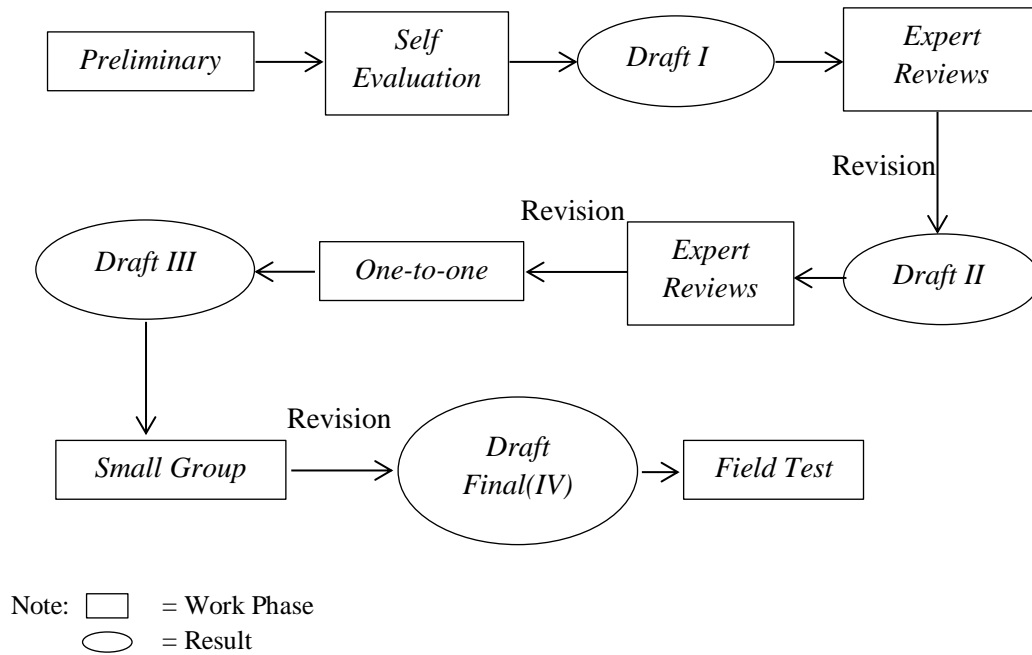 Preliminary
Self
Evaluation
Draft I
Expert
Reviews
Revision
Draft II
Expert
Reviews
Revision
One-to-one
Draft III
Small Group
Revision
Draft
Final(IV)
Field Test
Note:
= Work Phase
= Result